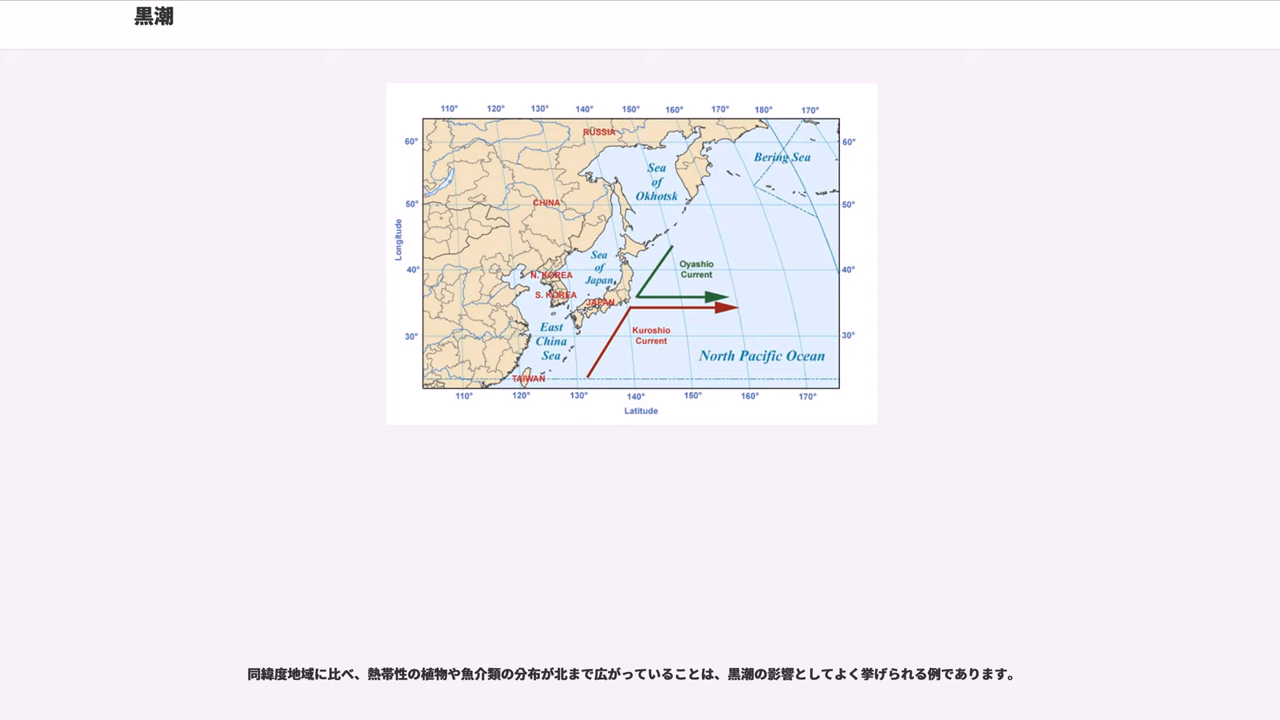 黒潮
110° 120° 130° 140° 150° 160° 170° 180° 170°
RUSSIA
60° 60°
Bering Sea
Sea
of
Okhotsk
CHINA
50° 50°
Longitude
Sea
of
Japan
Oyashio
Current
40° 40°
N. KOREA
S. KOREA
JAPAN
East
China
Sea
Kuroshio
Current
30° 30°
North Pacific Ocean
TAIWAN
110° 120° 130° 140° 150° 160° 170°
Latitude
同緯度地域に比べ、熱帯性の植物や魚介類の分布が北まで広がっていることは、黒潮の影響としてよく挙げられる例であります。